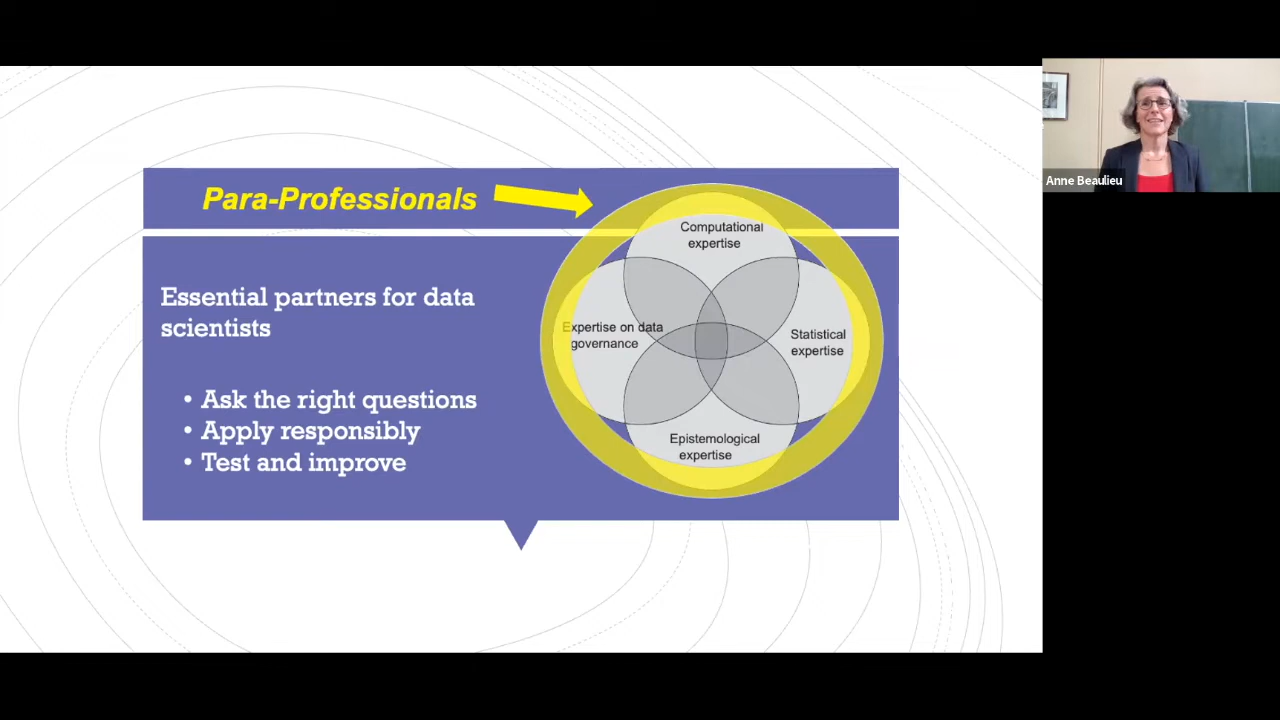 Para-Professionals
Essential partners for data
scientists
• Ask the right questions
• Apply responsibly
• Test and improve
Computational
expertise
Expertise on data
governance
Statistical
expertise
Epistemological
expertise
Anne Beaulieu